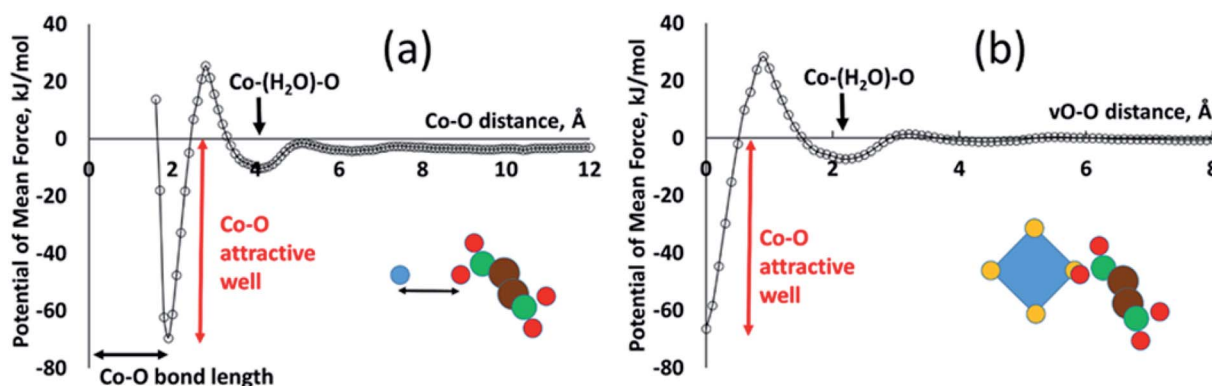 (a)
Potential of Mean Force, kJ/mol
40
20
0
-20
-40
-60
-80
0 2 4 6 8 10 12
Co-(H₂O)-O
Co-O distance, Å
Co-O
attractive
well
Co-O bond length
(b)
Potential of Mean Force, kJ/mol
40
20
0
-20
-40
-60
-80
0 2 4 6 8
Co-(H₂O)-O
vO-O distance, Å
Co-O
attractive
well